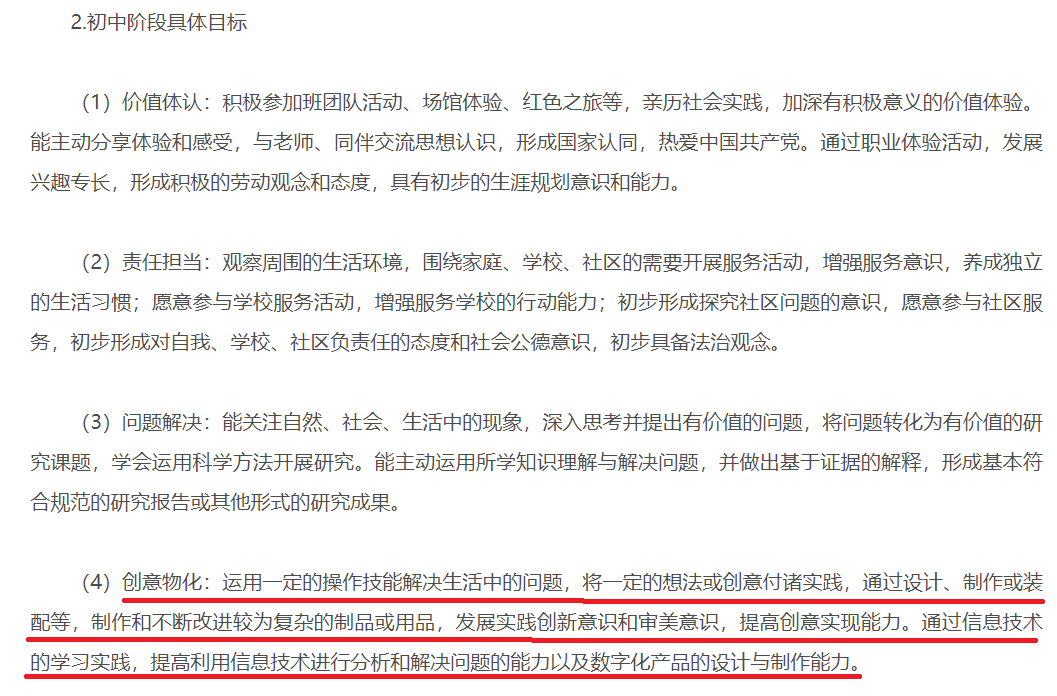 2.初中阶段具体目标
（1）价值体认：积极参加班团队活动、场馆体验、红色之旅等，亲历社会实践，加深有积极意义的价值体验。
能主动分享体验和感受，与老师、同伴交流思想认识，形成国家认同，热爱中国共产党。通过职业体验活动，发展
兴趣专长，形成积极的劳动观念和态度，具有初步的生涯规划意识和能力。
（2）责任担当：观察周围的生活环境，围绕家庭、学校、社区的需要开展服务活动，增强服务意识，养成独立
的生活习惯；愿意参与学校服务活动，增强服务学校的行动能力；初步形成探究社区问题的意识，愿意参与社区服
务，初步形成对自我、学校、社区负责任的态度和社会公德意识，初步具备法治观念。
（3）问题解决：能关注自然、社会、生活中的现象，深入思考并提出有价值的问题，将问题转化为有价值的研
究课题，学会运用科学方法开展研究。能主动运用所学知识理解与解决问题，并做出基于证据的解释，形成基本符
合规范的研究报告或其他形式的研究成果。
（4）创意物化：运用一定的操作技能解决生活中的问题，将一定的想法或创意付诸实践，通过设计、制作或装
配等，制作和不断改进较为复杂的制品或用品，发展实践创新意识和审美意识，提高创意实现能力。通过信息技术
的学习实践，提高利用信息技术进行分析和解决问题的能力以及数字化产品的设计与制作能力。